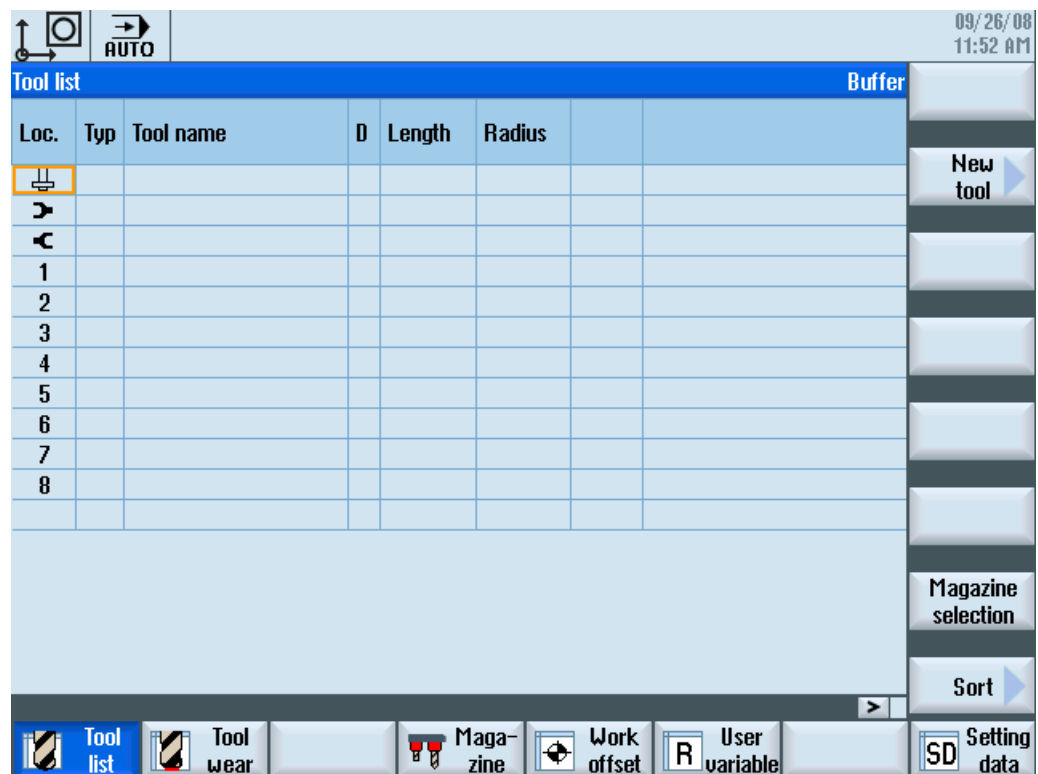 09/26/08
AUTO
11:52 AM
Tool list Buffer
Loc. Typ Tool name D Length Radius
New
tool
1
2
3
4
5
6
7
8
Magazine
selection
Sort
>
Tool
list
Tool
wear
Maga-
zine
Work
offset
R User
variable
SD Setting
data